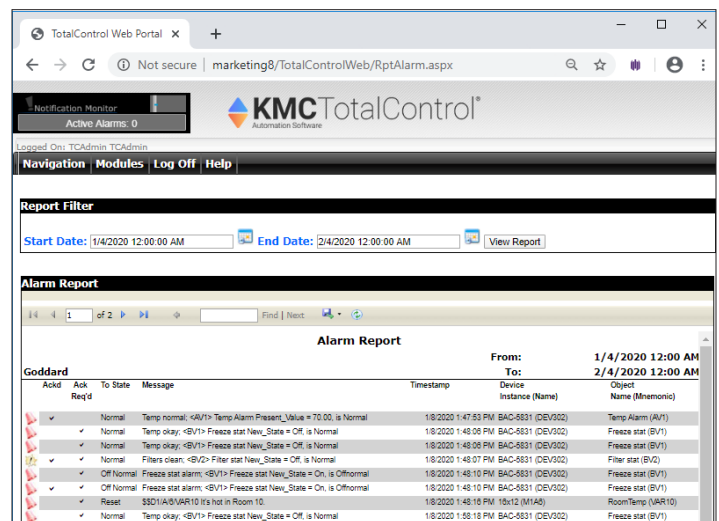 TotalControl Web Portal
Not secure | marketing8/TotalControlWeb/RptAlarm.aspx
Notification Monitor
Active Alarms: 0
KMCTotalControl®
Automation Software
Logged On: TCAdmin TCAdmin
Navigation Modules Log Off Help
Report Filter
Start Date: 1/4/2020 12:00:00 AM End Date: 2/4/2020 12:00:00 AM View Report
Alarm Report
1 of 2 Find | Next
Alarm Report
From: 1/4/2020 12:00 AM
Goddard To: 2/4/2020 12:00 AM
Ackd Ack To State Message Timestamp Device Object
Req'd Instance (Name) Name (Mnemonic)
Normal Temp normal; <AV1> Temp Alarm Present_Value = 70.00, is Normal 1/8/2020 1:47:53 PM BAC-5831 (DEV302) Temp Alarm (AV1)
Normal Temp okay; <BV1> Freeze stat New_State = Off, is Normal 1/8/2020 1:48:06 PM BAC-5831 (DEV302) Freeze stat (BV1)
Normal Temp okay; <BV1> Freeze stat New_State = Off, is Normal 1/8/2020 1:48:06 PM BAC-5831 (DEV302) Freeze stat (BV1)
Normal Filters clean; <BV2> Filter stat New_State = Off, is Normal 1/8/2020 1:48:07 PM BAC-5831 (DEV302) Filter stat (BV2)
Off Normal Freeze stat alarm; <BV1> Freeze stat New_State = On, is Offnormal 1/8/2020 1:48:10 PM BAC-5831 (DEV302) Freeze stat (BV1)
Off Normal Freeze stat alarm; <BV1> Freeze stat New_State = On, is Offnormal 1/8/2020 1:48:10 PM BAC-5831 (DEV302) Freeze stat (BV1)
Reset $$D1/A/6/VAR10 It's hot in Room 10. 1/8/2020 1:48:16 PM 16x12 (M1A6) RoomTemp (VAR10)
Normal Temp okay; <BV1> Freeze stat New_State = Off, is Normal 1/8/2020 1:58:18 PM BAC-5831 (DEV302) Freeze stat (BV1)